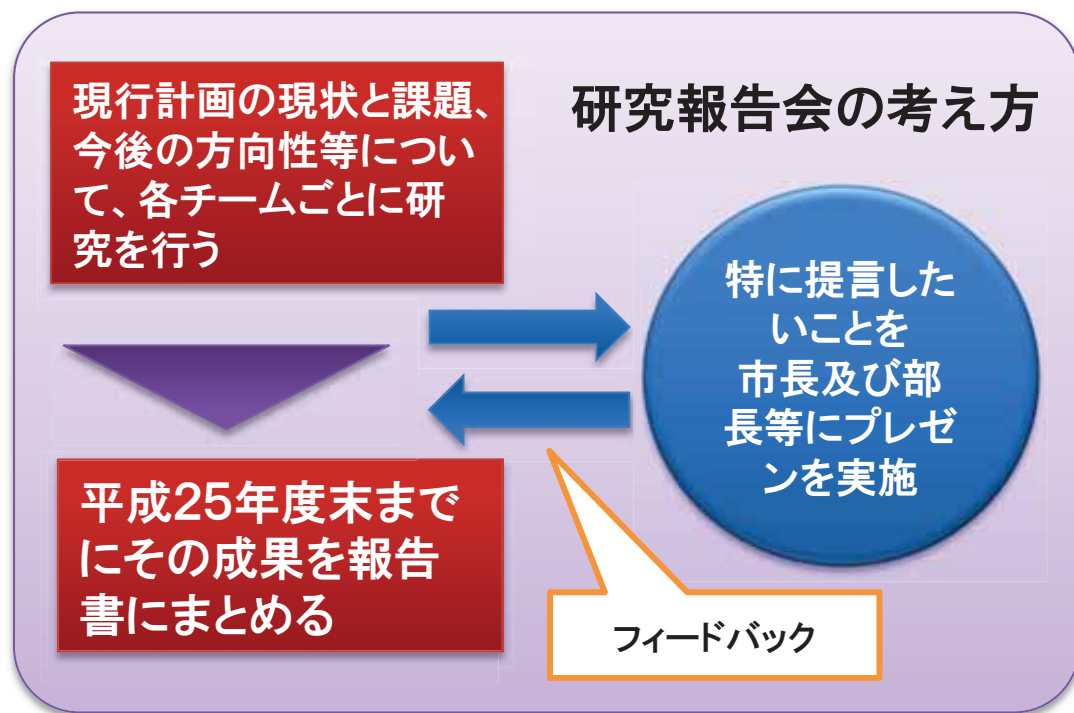 研究報告会の考え方
現行計画の現状と課題、
今後の方向性等につい
て、各チームごとに研
究を行う
特に提言した
いことを
市長及び部
長等にプレゼ
ンを実施
平成25年度末まで
にその成果を報告
書にまとめる
フィードバック